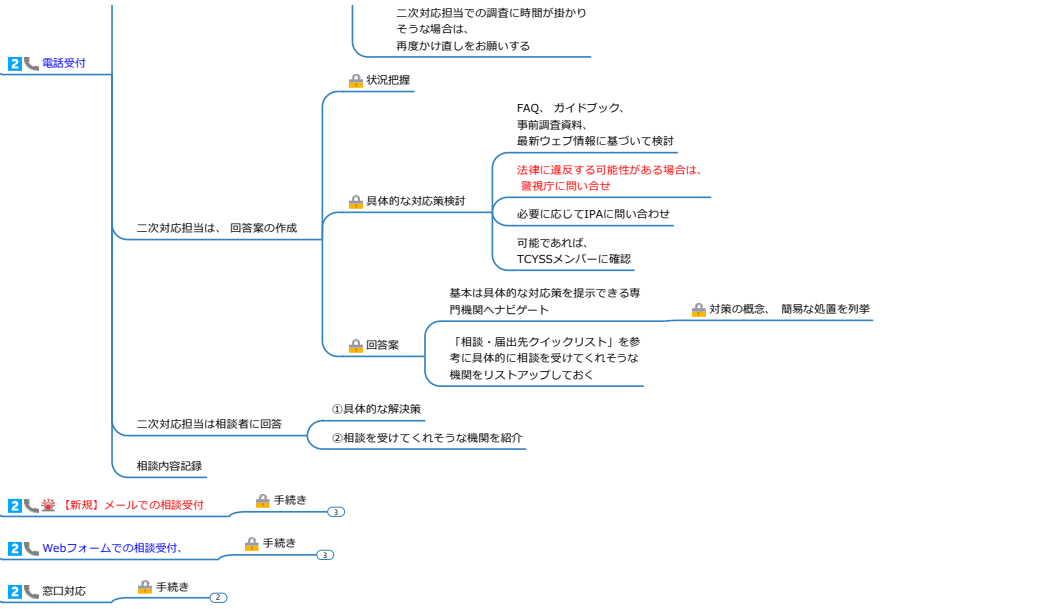 二次対応担当での調査に時間が掛かり
そうな場合は、
再度かけ直しをお願いする
2 電話受付
状況把握
FAQ、 ガイドブック、
事前調査資料、
最新ウェブ情報に基づいて検討
法律に違反する可能性がある場合は、
警視庁に問い合せ
具体的な対応策検討
必要に応じてIPAに問い合わせ
二次対応担当は、 回答案の作成
可能であれば、
TCYSSメンバーに確認
基本は具体的な対応策を提示できる専
門機関へナビゲート
対策の概念、 簡易な処置を列挙
回答案
「相談・届出先クイックリスト」を参
考に具体的に相談を受けてくれそうな
機関をリストアップしておく
①具体的な解決策
二次対応担当は相談者に回答
②相談を受けてくれそうな機関を紹介
相談内容記録
2 【新規】メールでの相談受付
手続き
3
2 Webフォームでの相談受付、
手続き
3
2 窓口対応
手続き
2